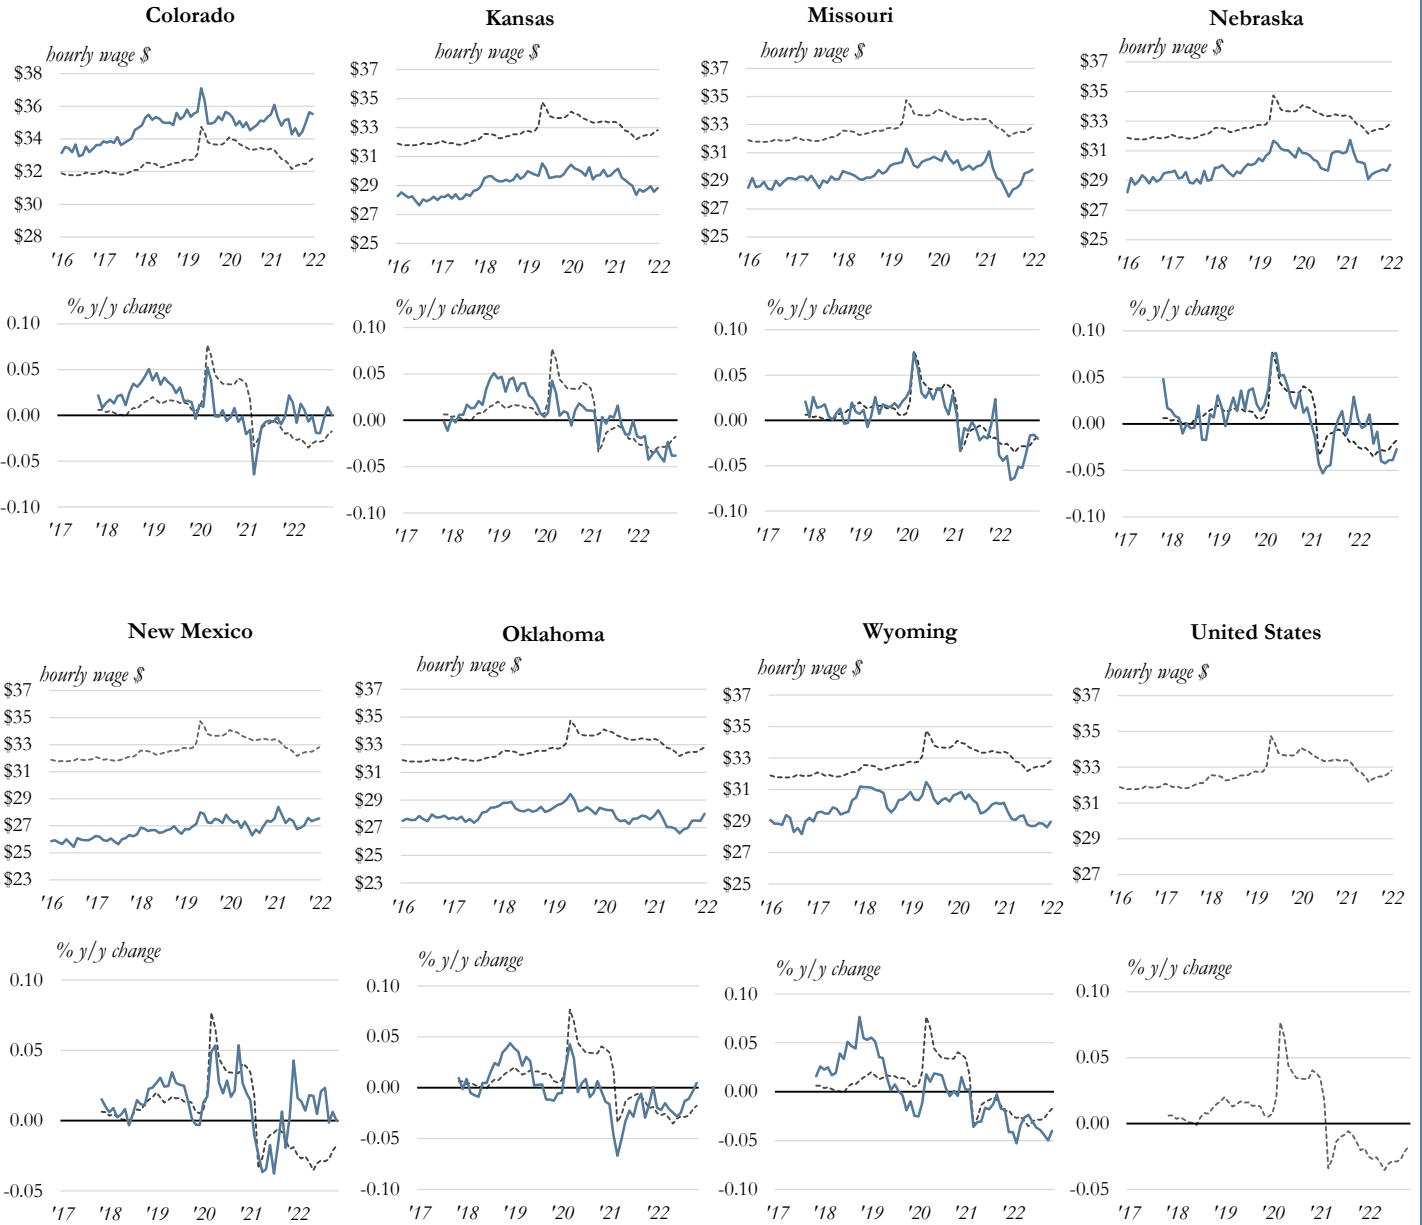 Colorado
hourly wage $
$38
$36
$34
$32
$30
$28
'16 '17 '18 '19 '20 '21 '22
% y/y change
0.10
0.05
0.00
-0.05
-0.10
'17 '18 '19 '20 '21 '22
Kansas
hourly wage $
$37
$35
$33
$31
$29
$27
$25
'16 '17 '18 '19 '20 '21 '22
% y/y change
0.10
0.05
0.00
-0.05
-0.10
'17 '18 '19 '20 '21 '22
Missouri
hourly wage $
$37
$35
$33
$31
$29
$27
$25
'16 '17 '18 '19 '20 '21 '22
% y/y change
0.10
0.05
0.00
-0.05
-0.10
'17 '18 '19 '20 '21 '22
Nebraska
hourly wage $
$37
$35
$33
$31
$29
$27
$25
'16 '17 '18 '19 '20 '21 '22
% y/y change
0.10
0.05
0.00
-0.05
-0.10
'17 '18 '19 '20 '21 '22
New Mexico
hourly wage $
$37
$35
$33
$31
$29
$27
$25
$23
'16 '17 '18 '19 '20 '21 '22
% y/y change
0.10
0.05
0.00
-0.05
'17 '18 '19 '20 '21 '22
Oklahoma
hourly wage $
$37
$35
$33
$31
$29
$27
$25
$23
'16 '17 '18 '19 '20 '21 '22
% y/y change
0.10
0.05
0.00
-0.05
-0.10
'17 '18 '19 '20 '21 '22
Wyoming
hourly wage $
$37
$35
$33
$31
$29
$27
$25
'16 '17 '18 '19 '20 '21 '22
% y/y change
0.10
0.05
0.00
-0.05
-0.10
'17 '18 '19 '20 '21 '22
United States
hourly wage $
$37
$35
$33
$31
$29
$27
'16 '17 '18 '19 '20 '21 '22
% y/y change
0.10
0.05
0.00
-0.05
'17 '18 '19 '20 '21 '22